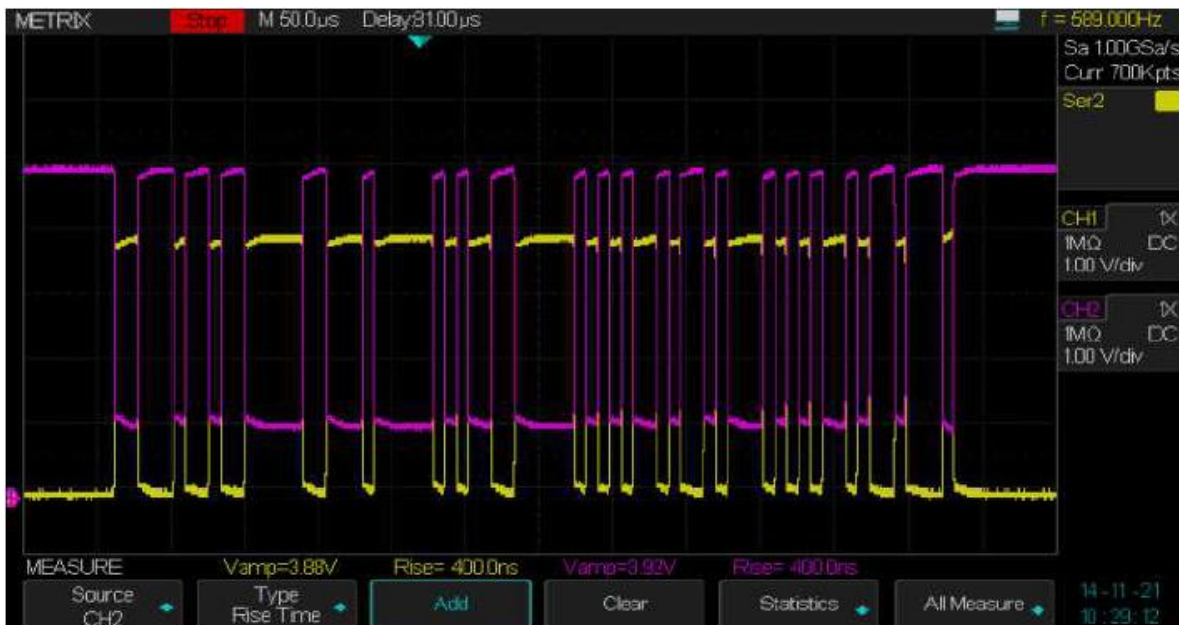 METRIX Stop M 50.0µs Delay:81.00µs f = 589.000Hz
Sa 1.00GSa/s
Curr 700Kpts
Ser2
CH1 1X
1MΩ DC
1.00 V/div
CH2 1X
1MΩ DC
1.00 V/div
MEASURE Vamp=3.88V Rise= 400.0ns Vamp=3.92V Rise= 400.0ns
Source
CH2
Type
Rise Time
Add
Clear
Statistics
All Measure
14-11-21
10:29:12